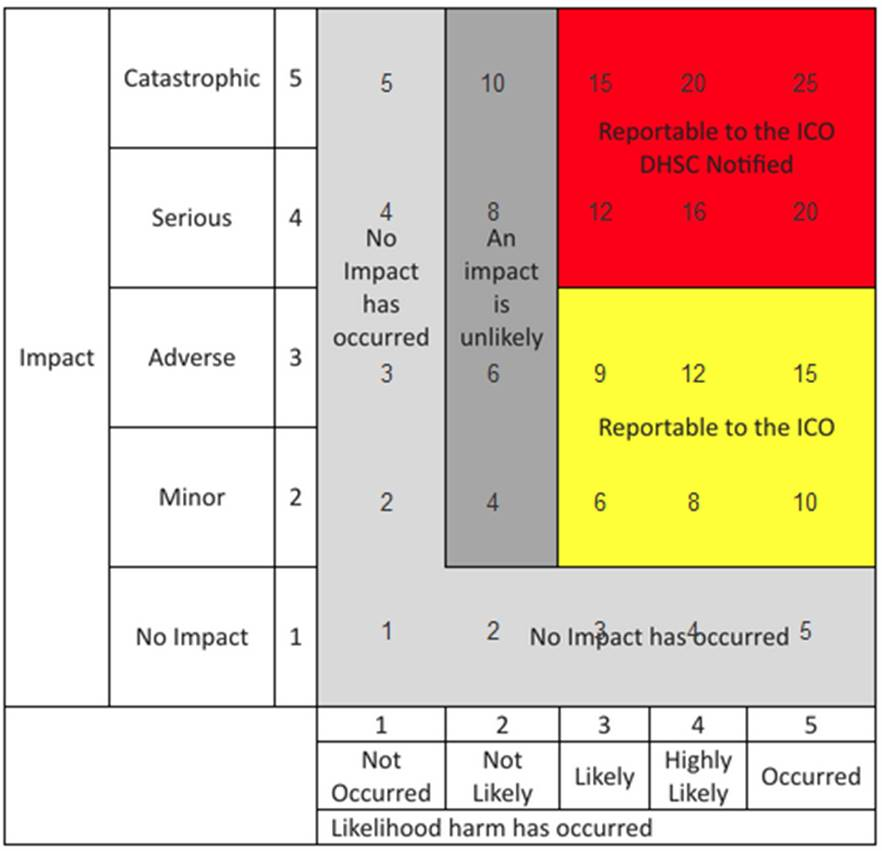 Catastrophic 5 5 10 15 20 25
Reportable to the ICO
DHSC Notified
Serious 4 4 8 12 16 20
No
Impact
has
occurred
An
impact
is
unlikely
Impact
Adverse 3 3 6 9 12 15
Reportable to the ICO
Minor 2 2 4 6 8 10
No Impact 1 1 2 3 4 5
No Impact has occurred
1 2 3 4 5
Not
Occurred
Not
Likely
Likely
Highly
Likely
Occurred
Likelihood harm has occurred